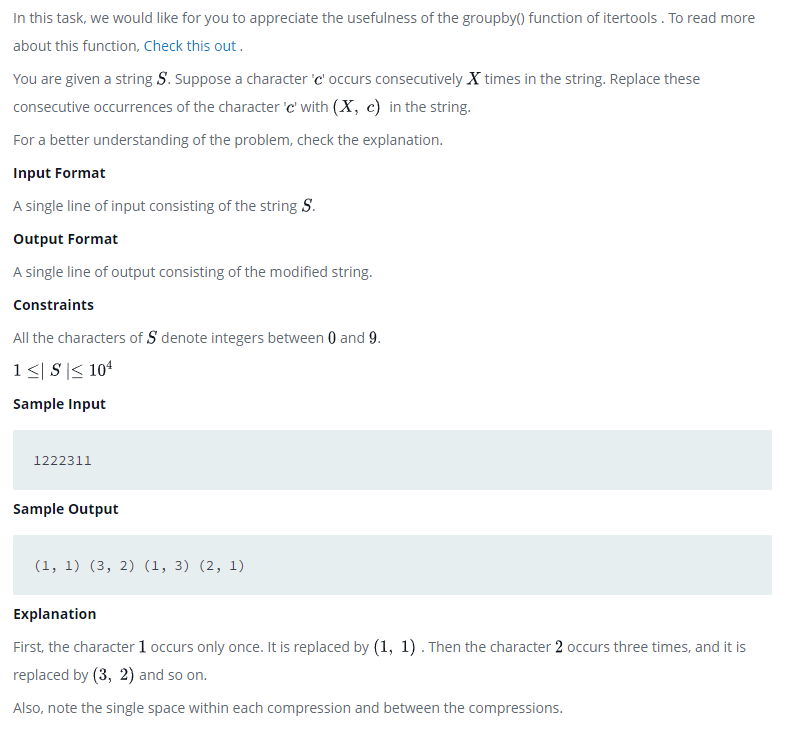 In this task, we would like for you to appreciate the usefulness of the groupby() function of itertools . To read more
about this function, Check this out .
You are given a string S. Suppose a character 'c' occurs consecutively X times in the string. Replace these
consecutive occurrences of the character 'c' with (X, c) in the string.
For a better understanding of the problem, check the explanation.
Input Format
A single line of input consisting of the string S.
Output Format
A single line of output consisting of the modified string.
Constraints
All the characters of S denote integers between 0 and 9.
1 ≤| S |≤ 10⁴
Sample Input
1222311
Sample Output
(1, 1) (3, 2) (1, 3) (2, 1)
Explanation
First, the character 1 occurs only once. It is replaced by (1, 1) . Then the character 2 occurs three times, and it is
replaced by (3, 2) and so on.
Also, note the single space within each compression and between the compressions.